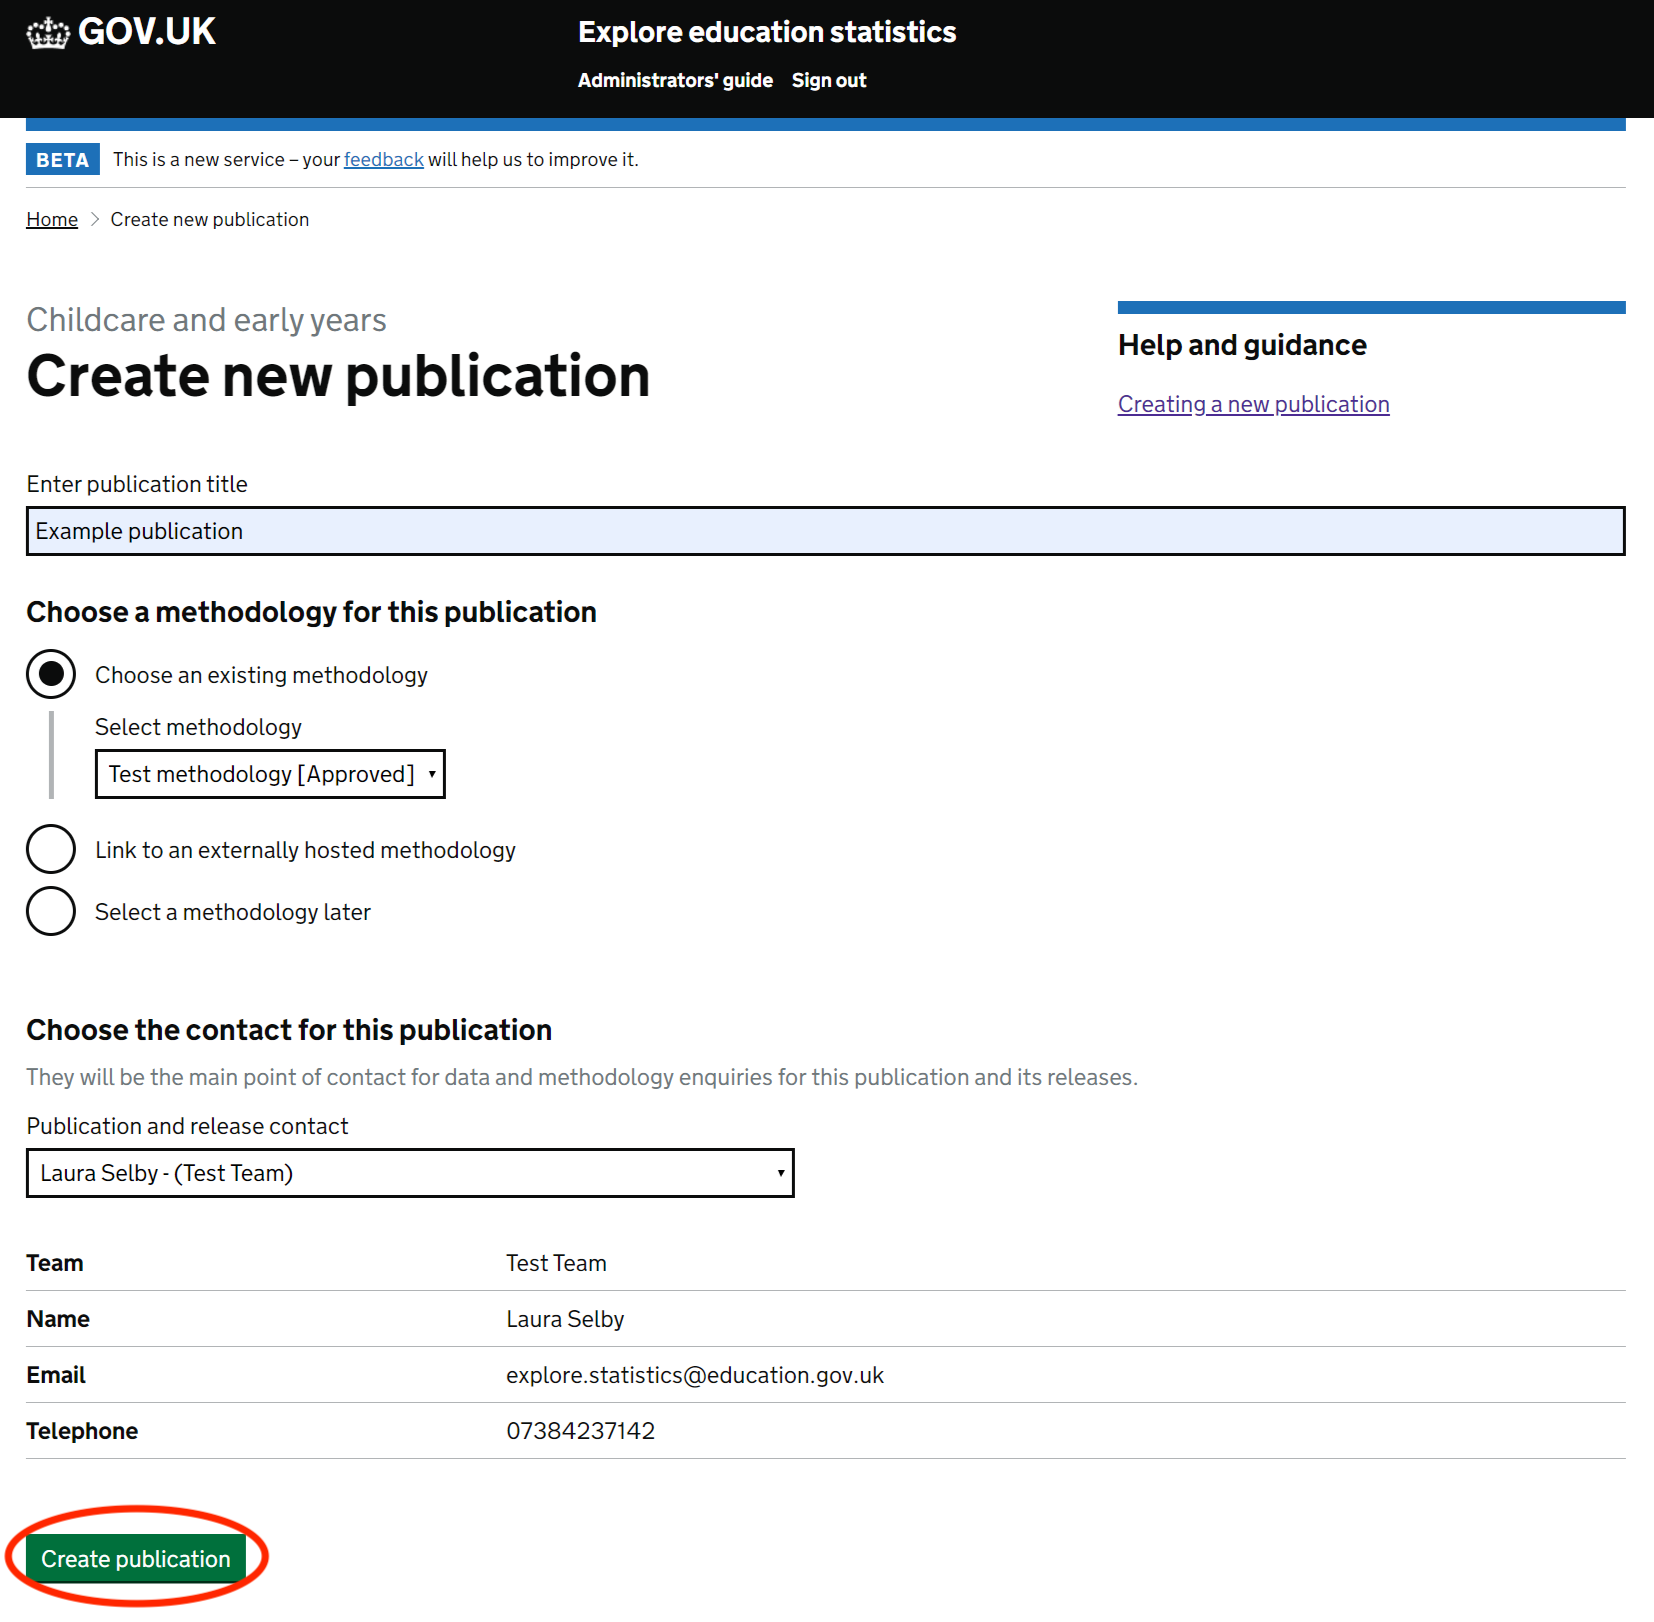 GOV.UK
Explore education statistics
Administrators' guide Sign out
BETA This is a new service – your feedback will help us to improve it.
Home Create new publication
Childcare and early years
Create new publication
Help and guidance
Creating a new publication
Enter publication title
Example publication
Choose a methodology for this publication
Choose an existing methodology
Select methodology
Test methodology [Approved]
Link to an externally hosted methodology
Select a methodology later
Choose the contact for this publication
They will be the main point of contact for data and methodology enquiries for this publication and its releases.
Publication and release contact
Laura Selby - (Test Team)
Team Test Team
Name Laura Selby
Email explore.statistics@education.gov.uk
Telephone 07384237142
Create publication